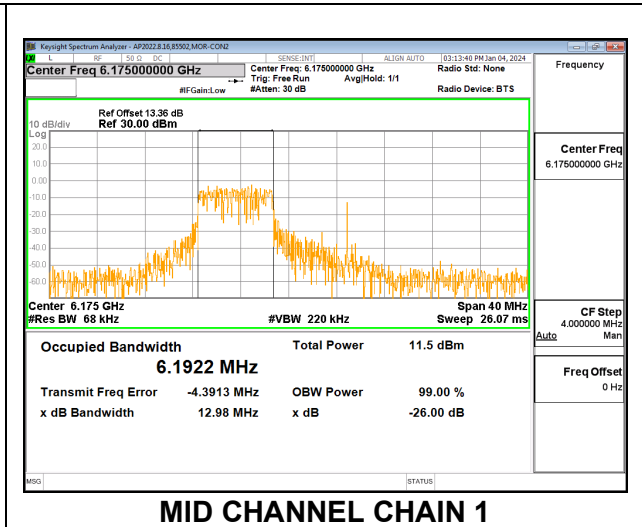 Keysight Spectrum Analyzer - AP2022.8.16,85502,MOR-CON2
L RF 50 Ω DC SENSE:INT ALIGN AUTO 03:13:40 PM Jan 04, 2024
Center Freq 6.175000000 GHz
Center Freq: 6.175000000 GHz
Radio Std: None
Trig: Free Run Avg|Hold: 1/1
#IFGain:Low #Atten: 30 dB Radio Device: BTS
Frequency
Ref Offset 13.36 dB
10 dB/div Ref 30.00 dBm
Log
20.0
10.0
0.00
-10.0
-20.0
-30.0
-40.0
-50.0
-60.0
Center Freq
6.175000000 GHz
Center 6.175 GHz Span 40 MHz
#Res BW 68 kHz #VBW 220 kHz Sweep 26.07 ms
CF Step
4.000000 MHz
Auto Man
Occupied Bandwidth Total Power 11.5 dBm
6.1922 MHz
Transmit Freq Error -4.3913 MHz OBW Power 99.00 %
x dB Bandwidth 12.98 MHz x dB -26.00 dB
Freq Offset
0 Hz
MSG STATUS
MID CHANNEL CHAIN 1